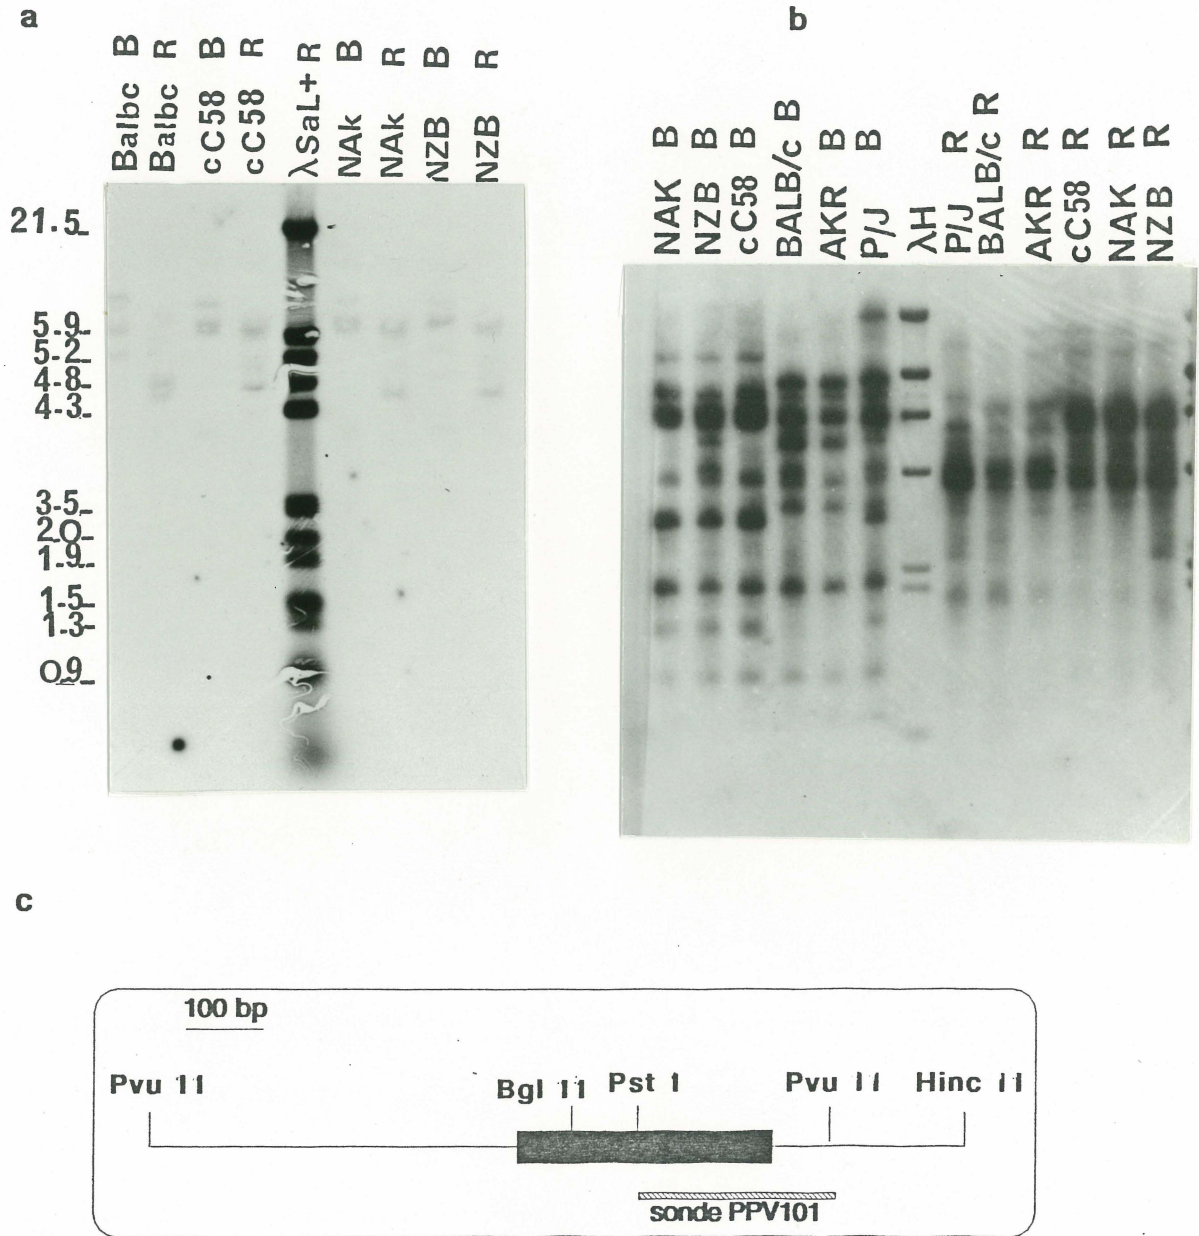 a
Balbc B
Balbc R
cC58 B
cC58 R
λSaL+ R
NAk B
NAk R
NZB B
NZB R
21.5
5.9
5-2
4-8
4-3
3-5
2.0
1.9
1-5
1-3
0.9
b
NAK B
NZB B
cC58 B
BALB/c B
AKR B
P/J B
λH
P/J R
BALB/c R
AKR R
cC58 R
NAK R
NZB R
c
100 bp
Pvu 11
Bgl 11
Pst 1
Pvu 11
Hinc 11
sonde PPV101